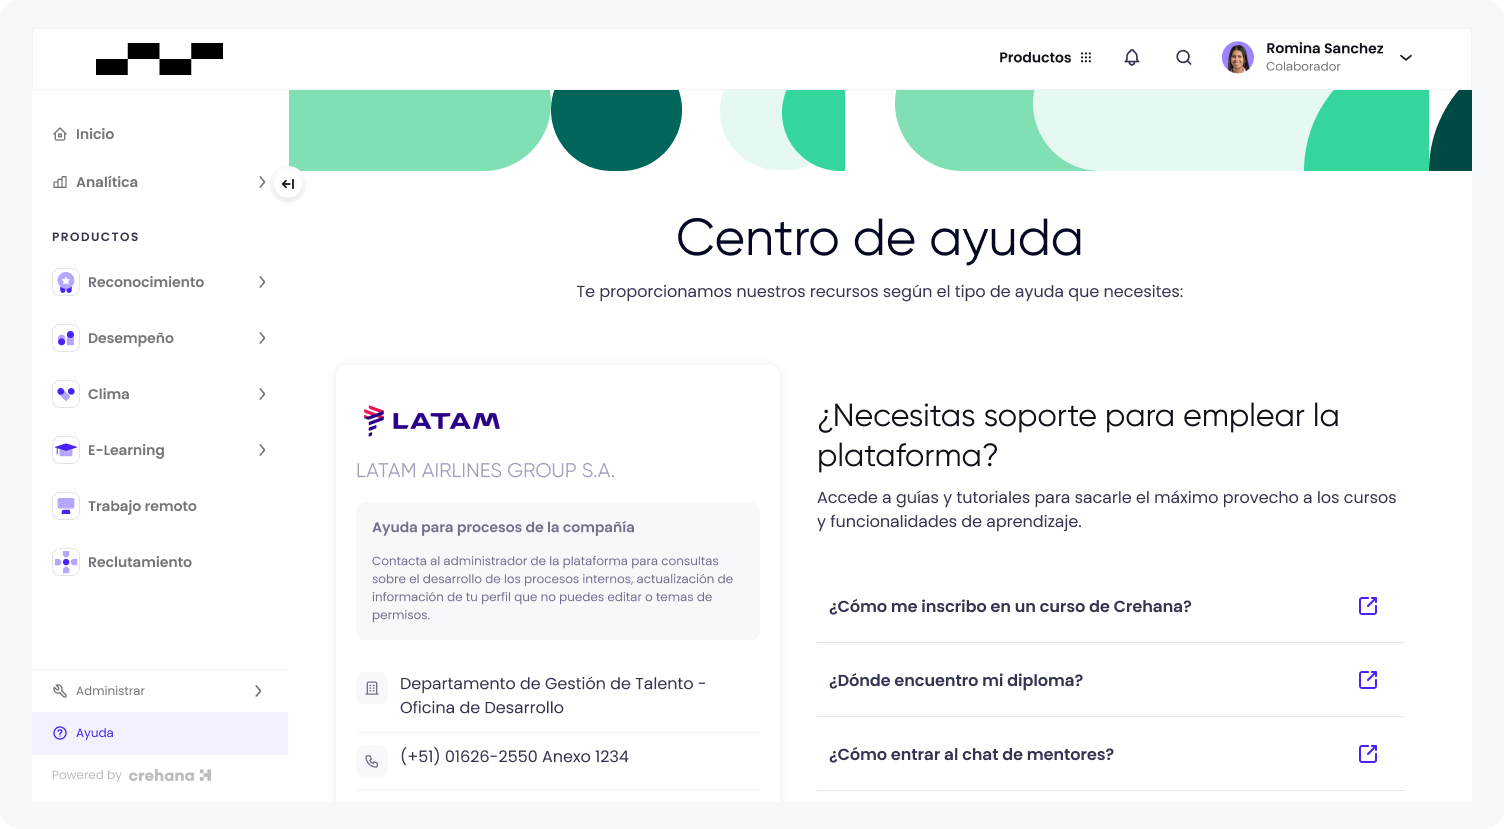 Productos
Romina Sanchez
Colaborador
Inicio
Analítica
PRODUCTOS
Reconocimiento
Desempeño
Clima
E-Learning
Trabajo remoto
Reclutamiento
Administrar
Ayuda
Powered by crehana
Centro de ayuda
Te proporcionamos nuestros recursos según el tipo de ayuda que necesites:
LATAM
LATAM AIRLINES GROUP S.A.
Ayuda para procesos de la compañía
Contacta al administrador de la plataforma para consultas
sobre el desarrollo de los procesos internos, actualización de
información de tu perfil que no puedes editar o temas de
permisos.
Departamento de Gestión de Talento -
Oficina de Desarrollo
(+51) 01626-2550 Anexo 1234
¿Necesitas soporte para emplear la
plataforma?
Accede a guías y tutoriales para sacarle el máximo provecho a los cursos
y funcionalidades de aprendizaje.
¿Cómo me inscribo en un curso de Crehana?
¿Dónde encuentro mi diploma?
¿Cómo entrar al chat de mentores?